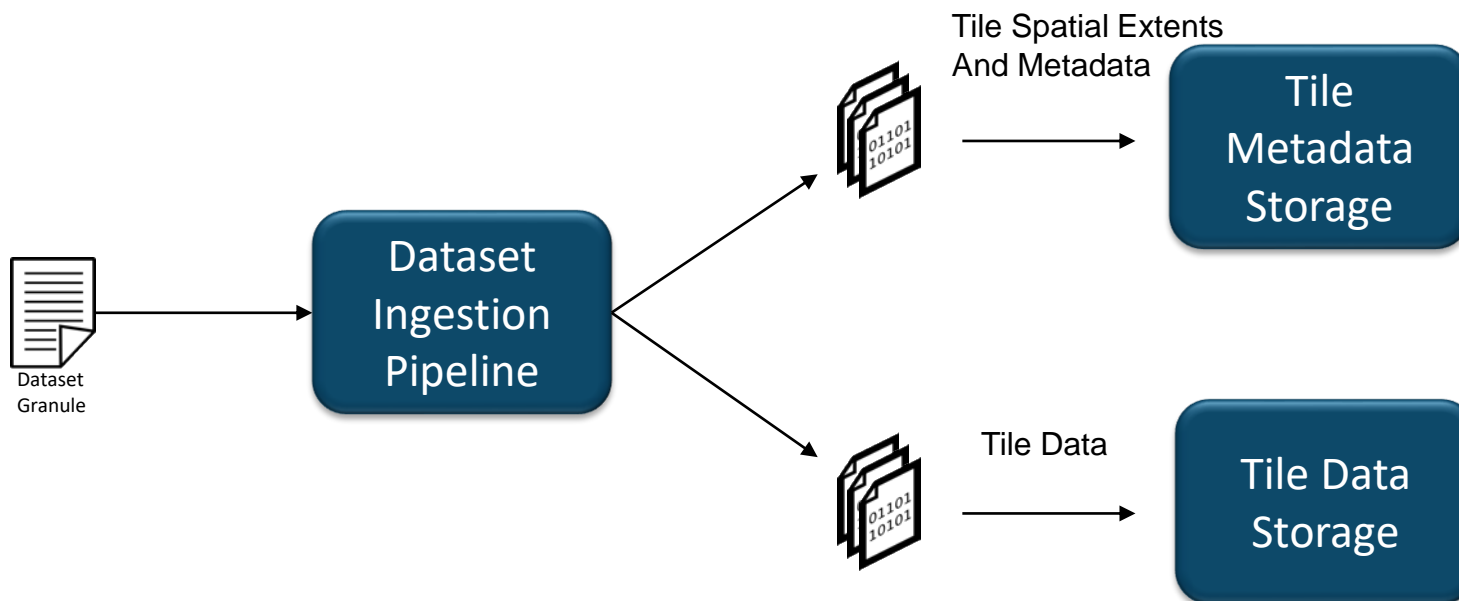 Tile Spatial Extents
And Metadata
Tile
Metadata
Storage
01101
10101
Dataset
Ingestion
Pipeline
Dataset
Granule
Tile Data
01101
10101
Tile Data
Storage